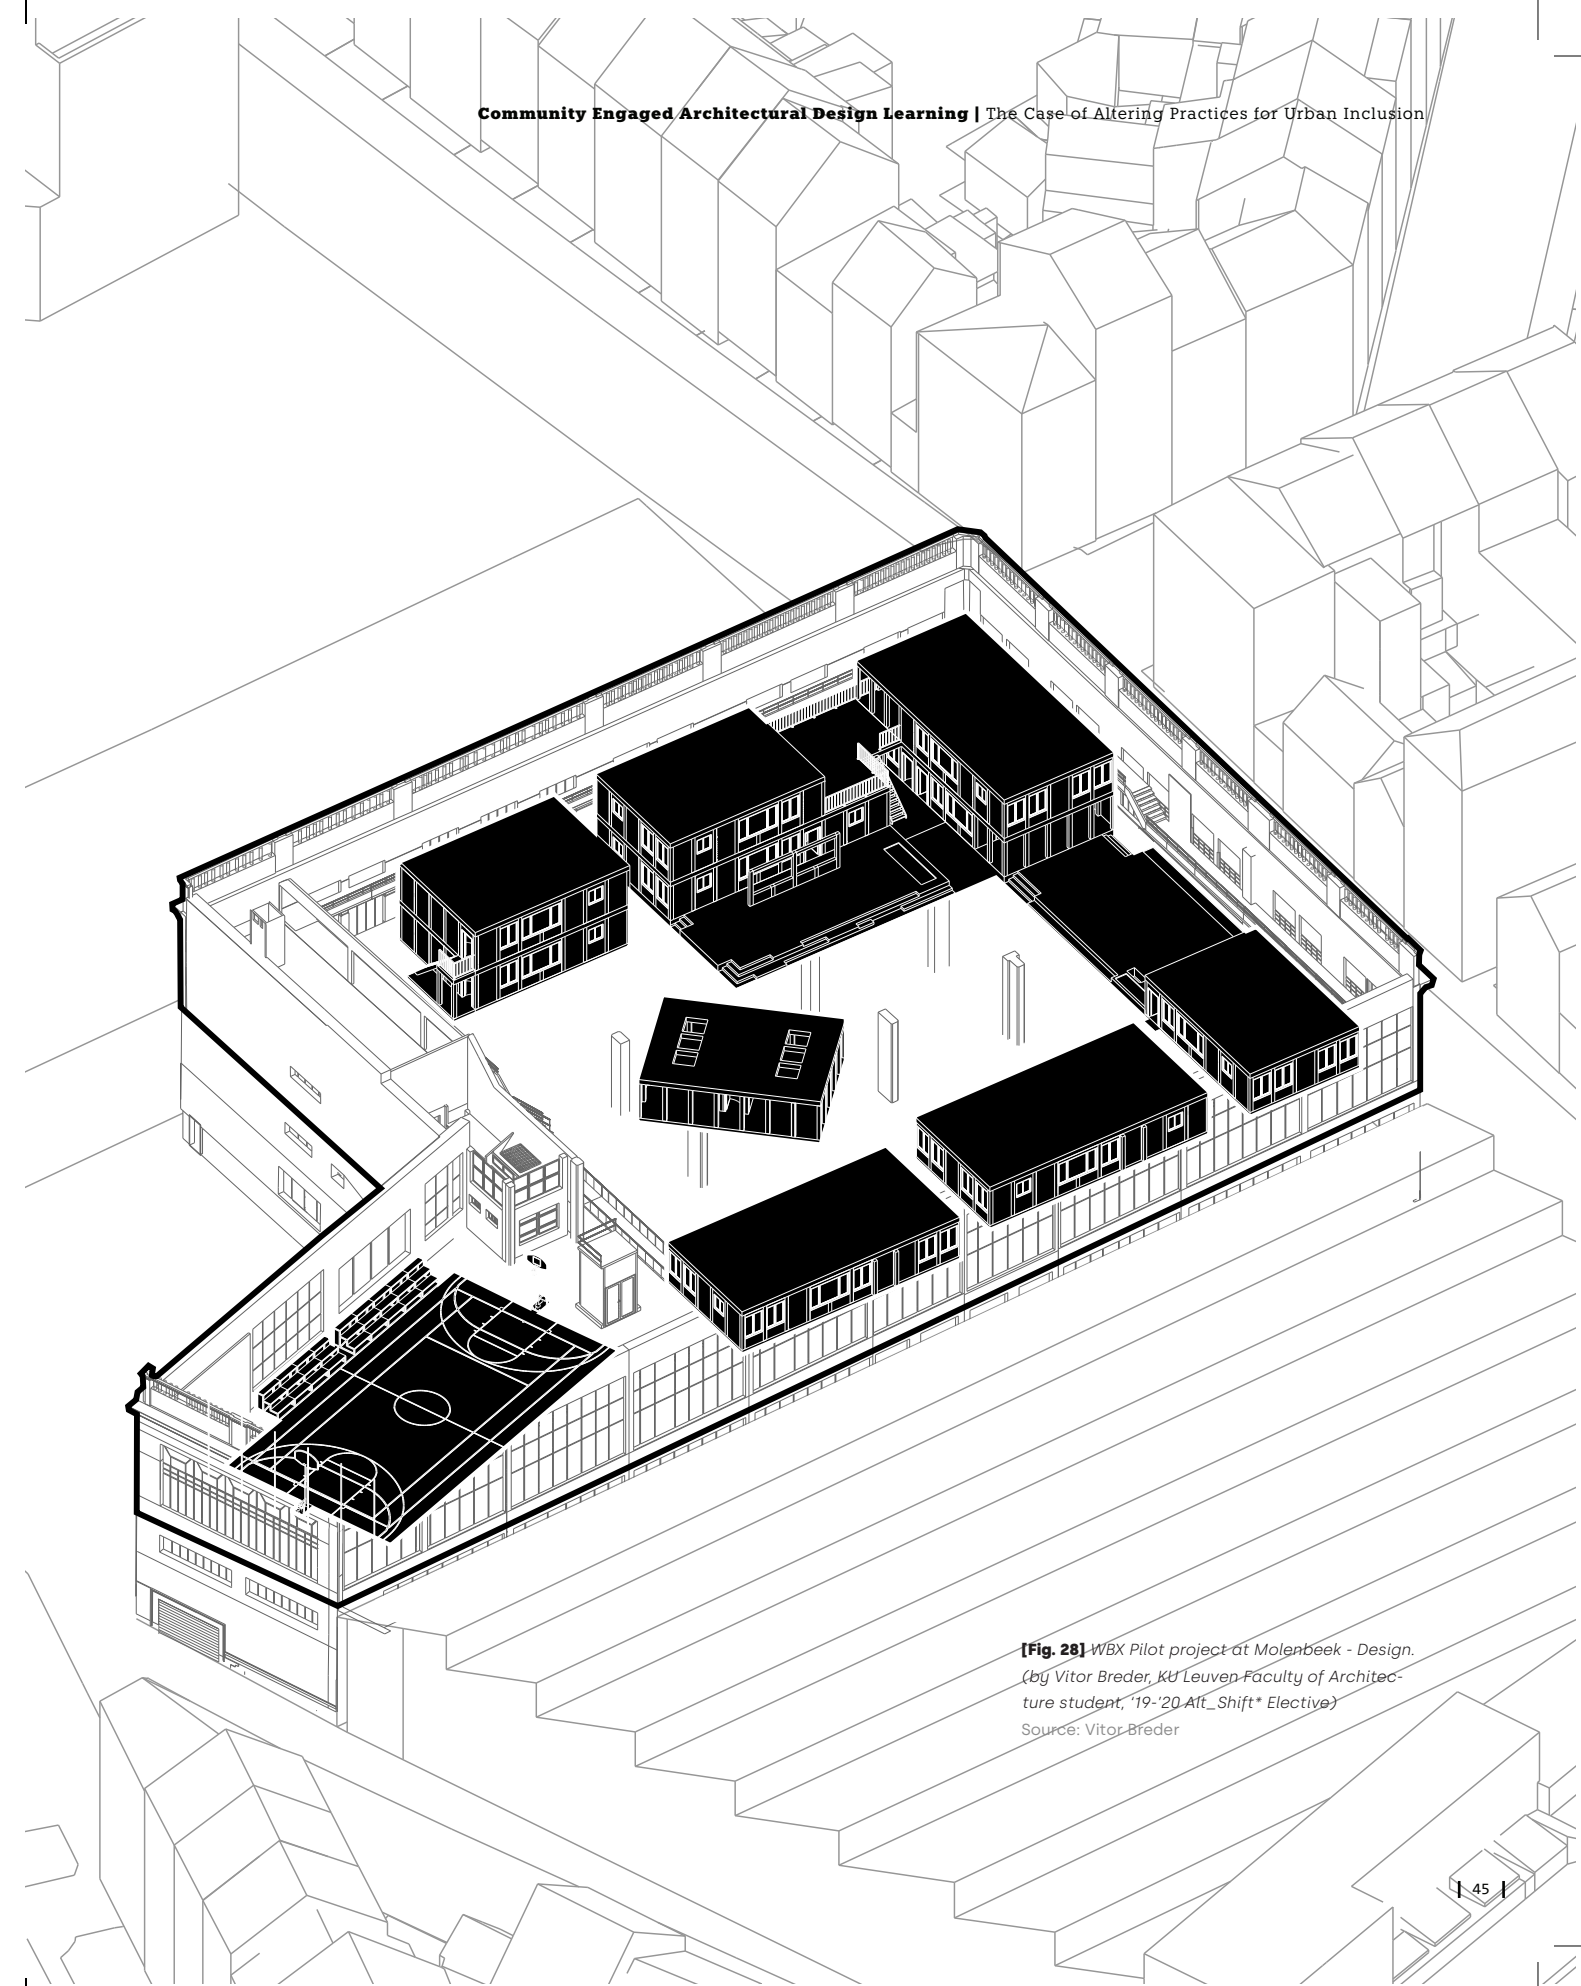 Community Engaged Architectural Design Learning | The Case of Altering Practices for Urban Inclusion
[Fig. 28] WBX Pilot project at Molenbeek - Design.
(by Vitor Breder, KU Leuven Faculty of Architec-
ture student, ‘19-’20 Alt_Shift* Elective)
Source: Vitor Breder
| 45 |